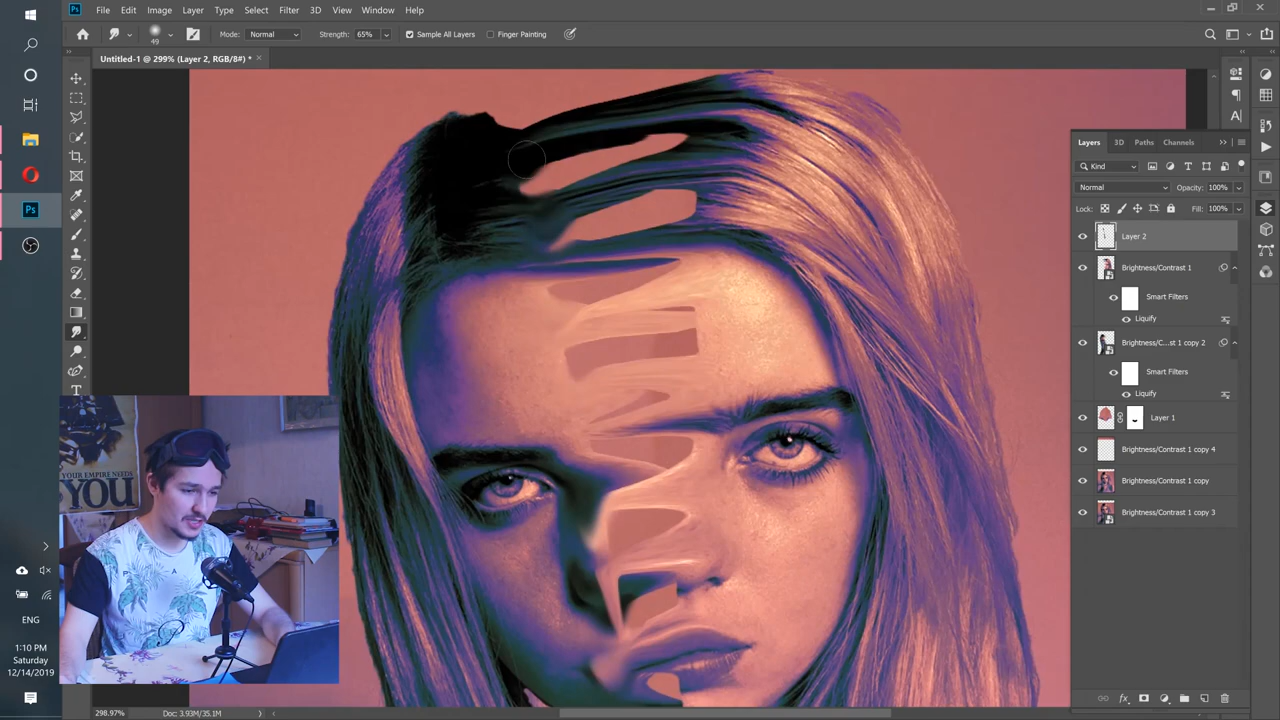 Ps File Edit Image Layer Type Select Filter 3D View Window Help
49 Mode: Normal Strength: 65% Sample All Layers Finger Painting
Untitled-1 @ 299% (Layer 2, RGB/8#) * ×
Layers 3D Paths Channels
Kind
Normal Opacity: 100%
Lock: Fill: 100%
Layer 2
Brightness/Contrast 1
Smart Filters
Liquify
Brightness/C...st 1 copy 2
Smart Filters
Liquify
Layer 1
Brightness/Contrast 1 copy 4
Brightness/Contrast 1 copy
Brightness/Contrast 1 copy 3
fx
Ps
YOUR EMPIRE NEEDS
YOU
ENG
1:10 PM
Saturday
12/14/2019
298.97% Doc: 3.93M/35.1M